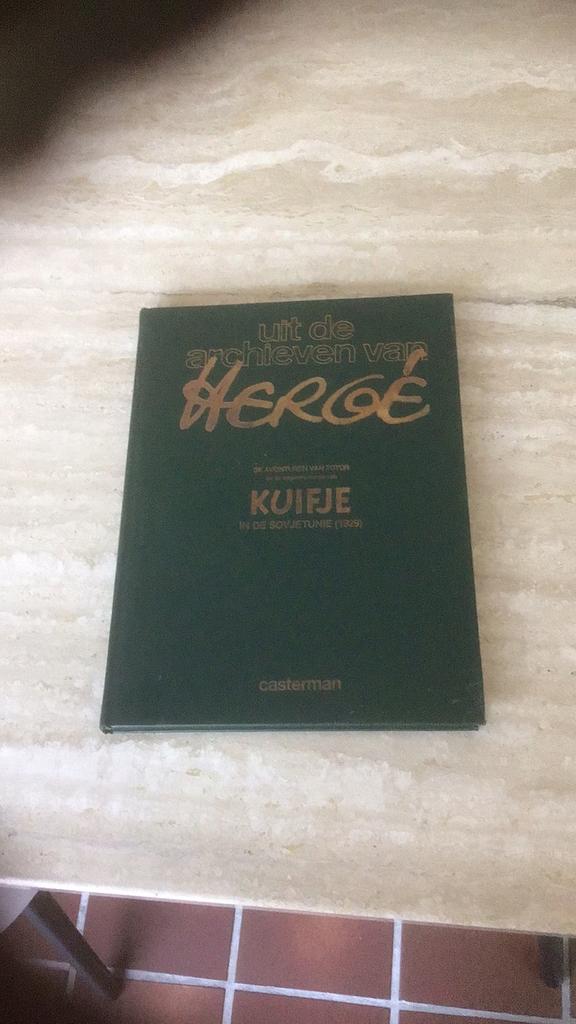 uit de
archieven van
HERGÉ
DE AVONTUREN VAN TOTOR
KUIFJE
IN DE SOVJETUNIE (1929)
casterman